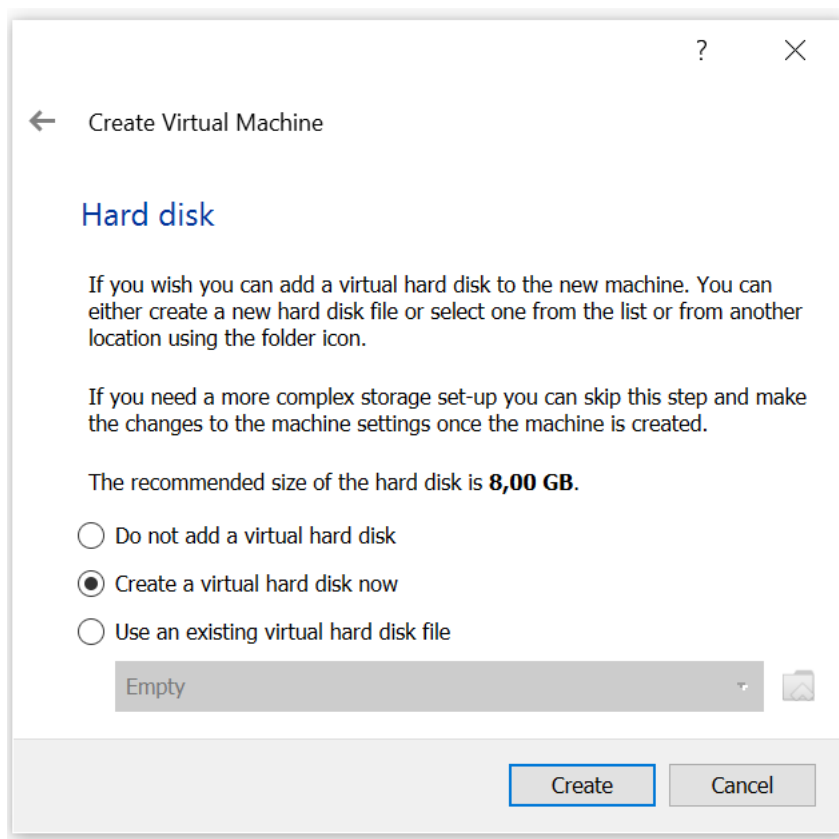 ?
Create Virtual Machine
Hard disk
If you wish you can add a virtual hard disk to the new machine. You can
either create a new hard disk file or select one from the list or from another
location using the folder icon.
If you need a more complex storage set-up you can skip this step and make
the changes to the machine settings once the machine is created.
The recommended size of the hard disk is 8,00 GB.
Do not add a virtual hard disk
Create a virtual hard disk now
Use an existing virtual hard disk file
Empty
Create Cancel